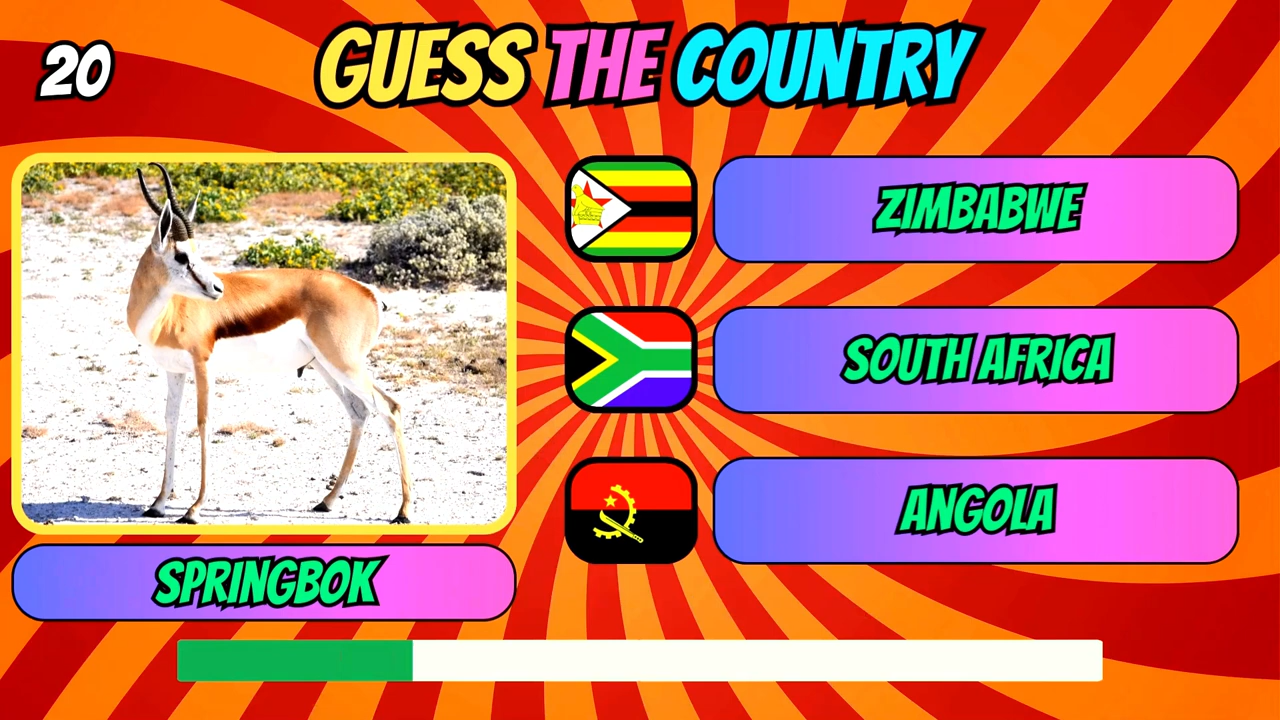 20
GUESS THE COUNTRY
ZIMBABWE
SOUTH AFRICA
ANGOLA
SPRINGBOK